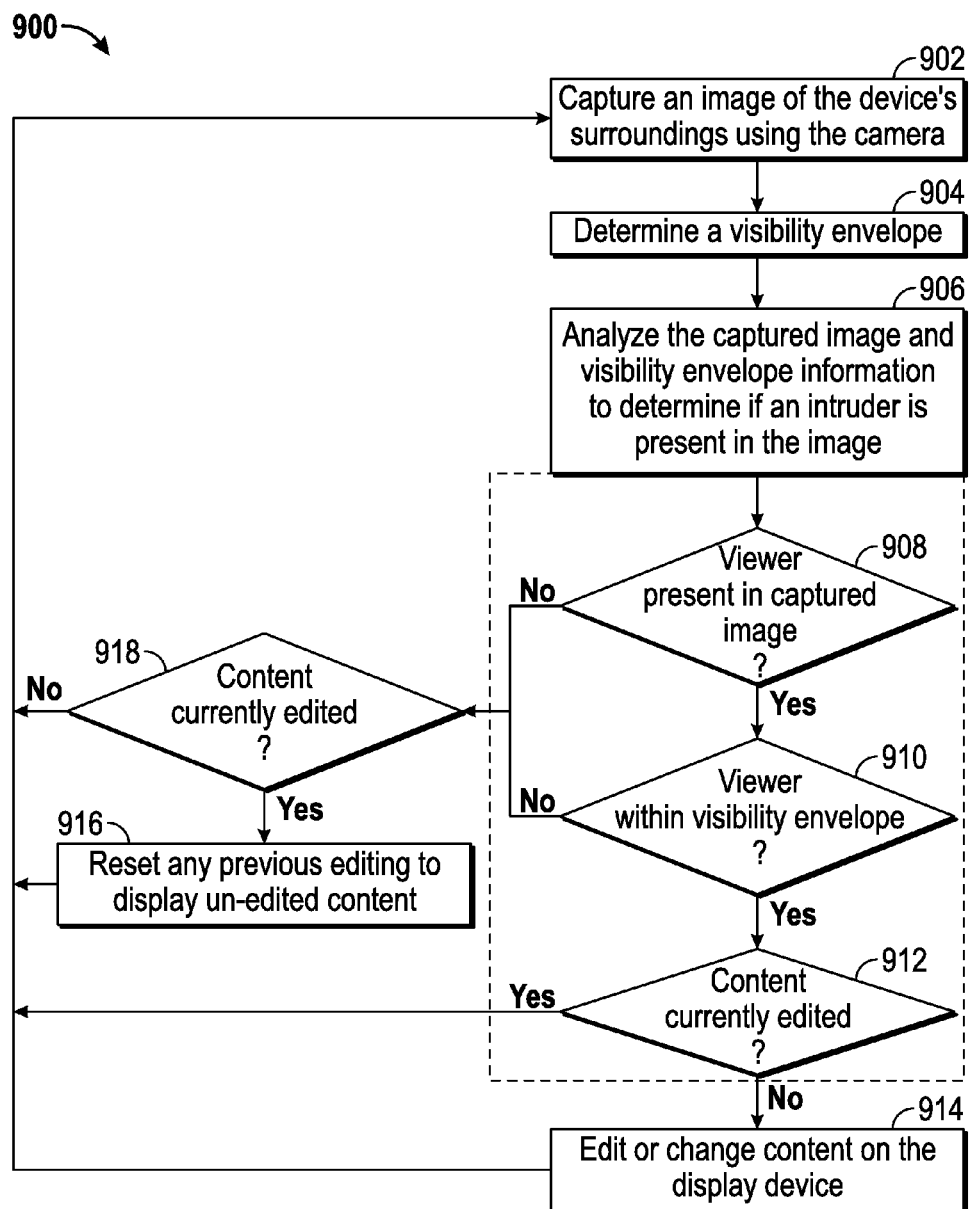 900
902
Capture an image of the device's
surroundings using the camera
904
Determine a visibility envelope
906
Analyze the captured image and
visibility envelope information
to determine if an intruder is
present in the image
908
Viewer
present in captured
image
?
No
Yes
918
Content
currently edited
?
No
Yes
910
Viewer
within visibility envelope
?
No
Yes
916
Reset any previous editing to
display un-edited content
912
Content
currently edited
?
Yes
No
914
Edit or change content on the
display device